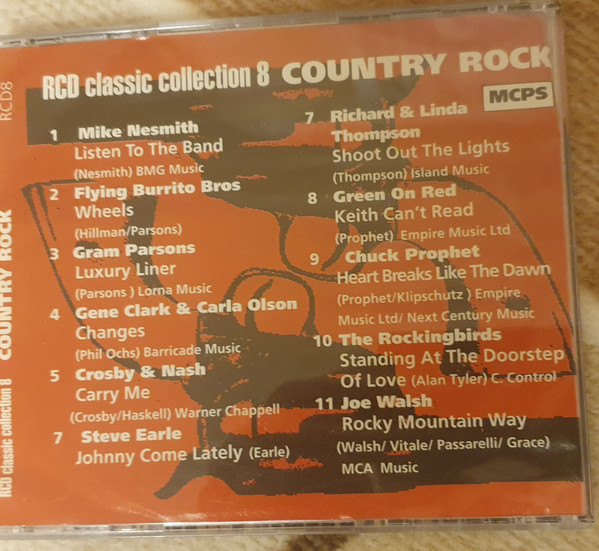 RCD8
COUNTRY ROCK
RCD classic collection 8
RCD classic collection 8 COUNTRY ROCK
MCPS
1 Mike Nesmith
Listen To The Band
(Nesmith) BMG Music
2 Flying Burrito Bros
Wheels
(Hillman/Parsons)
3 Gram Parsons
Luxury Liner
(Parsons ) Lorna Music
4 Gene Clark & Carla Olson
Changes
(Phil Ochs) Barricade Music
5 Crosby & Nash
Carry Me
(Crosby/Haskell) Warner Chappell
7 Steve Earle
Johnny Come Lately (Earle)
7 Richard & Linda
Thompson
Shoot Out The Lights
(Thompson) Island Music
8 Green On Red
Keith Can't Read
(Prophet) Empire Music Ltd
9 Chuck Prophet
Heart Breaks Like The Dawn
(Prophet/Klipschutz ) Empire
Music Ltd/ Next Century Music
10 The Rockingbirds
Standing At The Doorstep
Of Love (Alan Tyler) C. Control
11 Joe Walsh
Rocky Mountain Way
(Walsh/ Vitale/ Passarelli/ Grace)
MCA Music